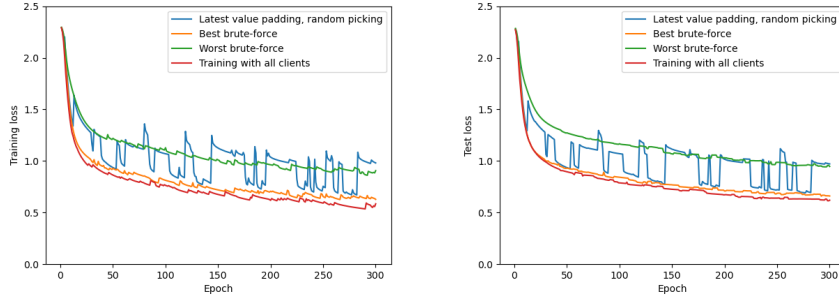 2.5
2.0
1.5
1.0
0.5
0.0
Training loss
0
50
100
150
200
250
300
Epoch
Latest value padding, random picking
Best brute-force
Worst brute-force
Training with all clients
2.5
2.0
1.5
1.0
0.5
0.0
Test loss
0
50
100
150
200
250
300
Epoch
Latest value padding, random picking
Best brute-force
Worst brute-force
Training with all clients